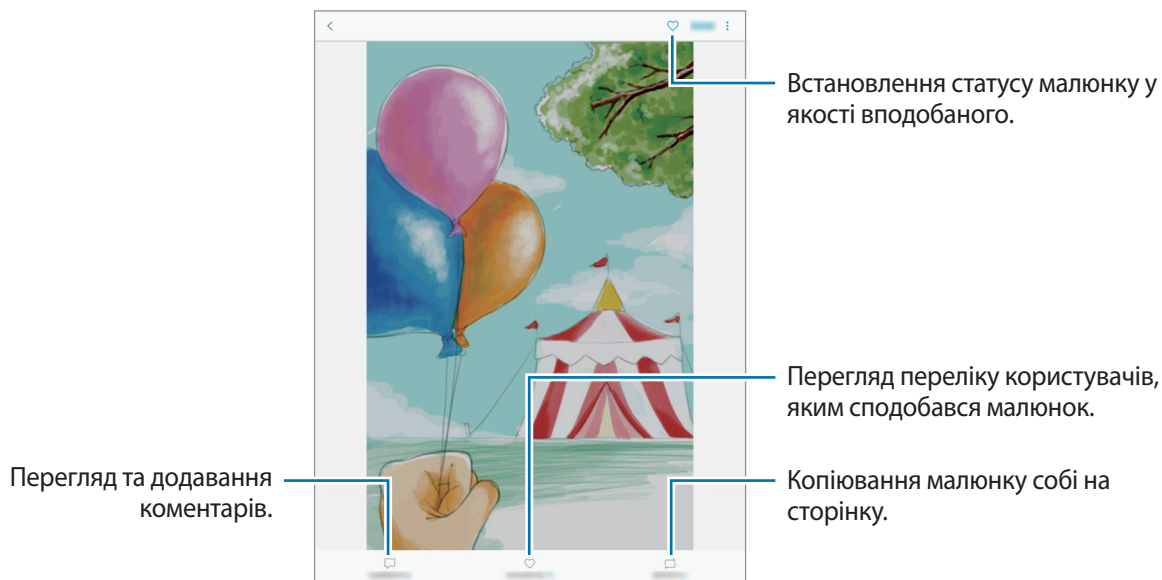 Встановлення статусу малюнку у
якості вподобаного.
Перегляд переліку користувачів,
яким сподобався малюнок.
Перегляд та додавання
коментарів.
Копіювання малюнку собі на
сторінку.